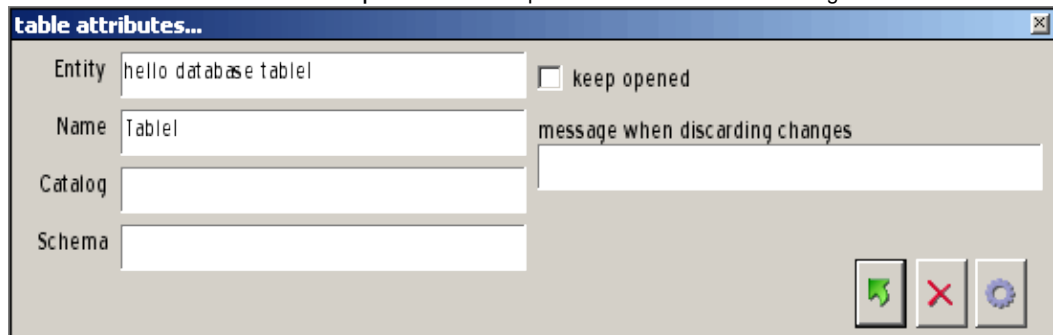 table attributes...
Entity hello database tablel
keep opened
Name Tablel
message when discarding changes
Catalog
Schema